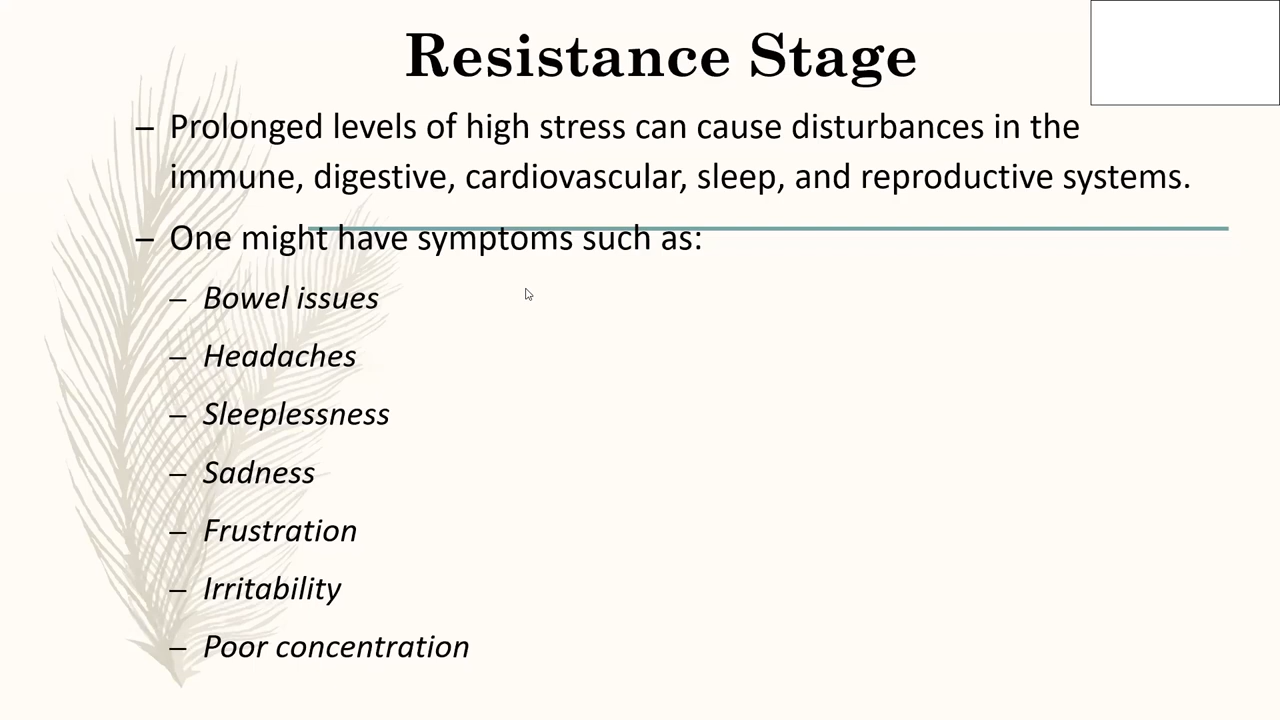 Resistance Stage
– Prolonged levels of high stress can cause disturbances in the
immune, digestive, cardiovascular, sleep, and reproductive systems.
– One might have symptoms such as:
– Bowel issues
– Headaches
– Sleeplessness
– Sadness
– Frustration
– Irritability
– Poor concentration